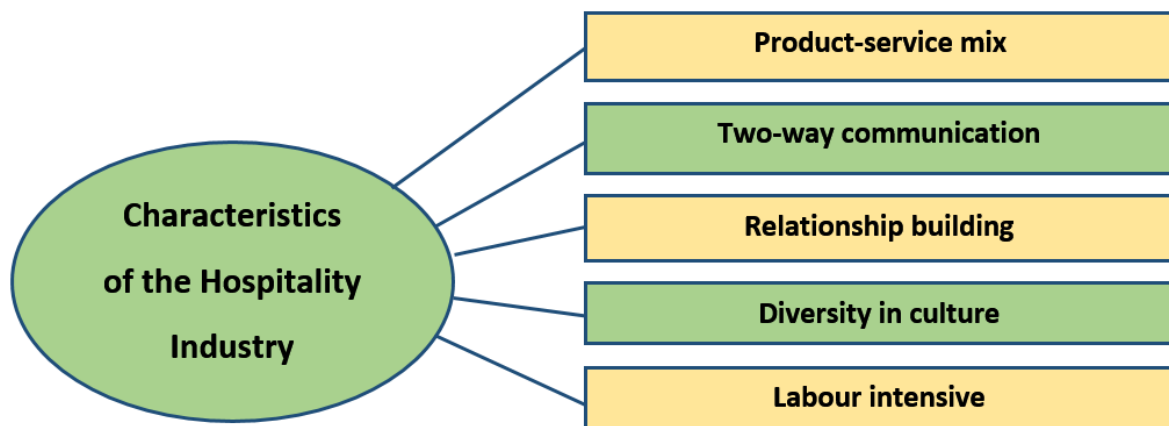 Characteristics
of the Hospitality
Industry
Product-service mix
Two-way communication
Relationship building
Diversity in culture
Labour intensive